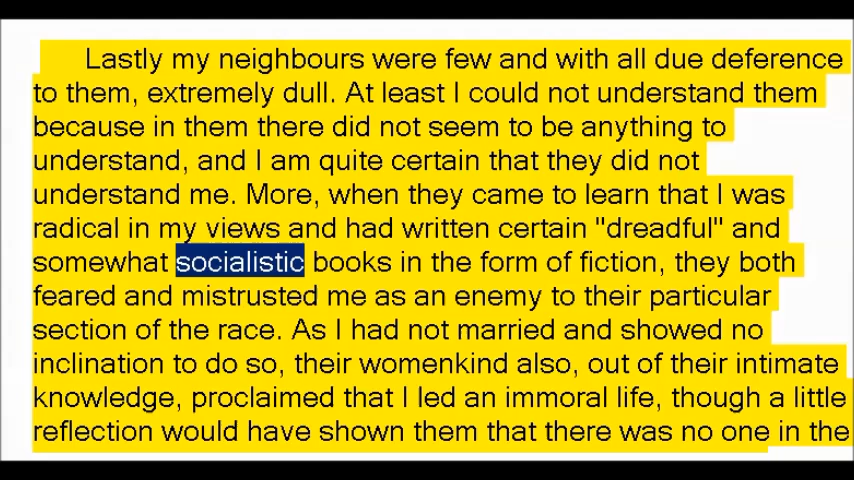 Lastly my neighbours were few and with all due deference
to them, extremely dull. At least I could not understand them
because in them there did not seem to be anything to
understand, and I am quite certain that they did not
understand me. More, when they came to learn that I was
radical in my views and had written certain "dreadful" and
somewhat socialistic books in the form of fiction, they both
feared and mistrusted me as an enemy to their particular
section of the race. As I had not married and showed no
inclination to do so, their womenkind also, out of their intimate
knowledge, proclaimed that I led an immoral life, though a little
reflection would have shown them that there was no one in the